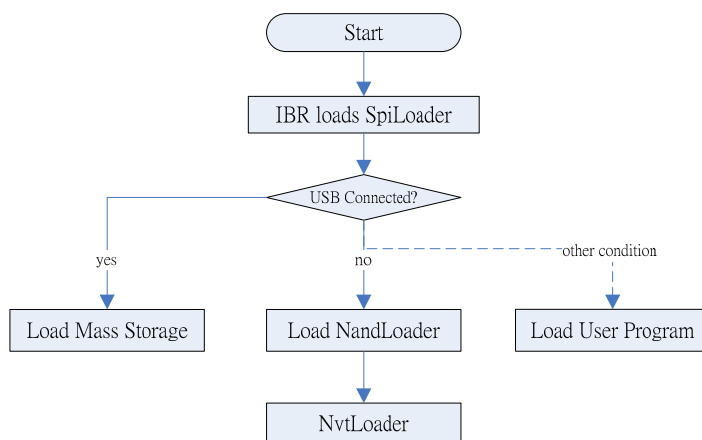 Start
IBR loads SpiLoader
USB Connected?
other condition
yes
no
Load Mass Storage
Load NandLoader
Load User Program
NvtLoader